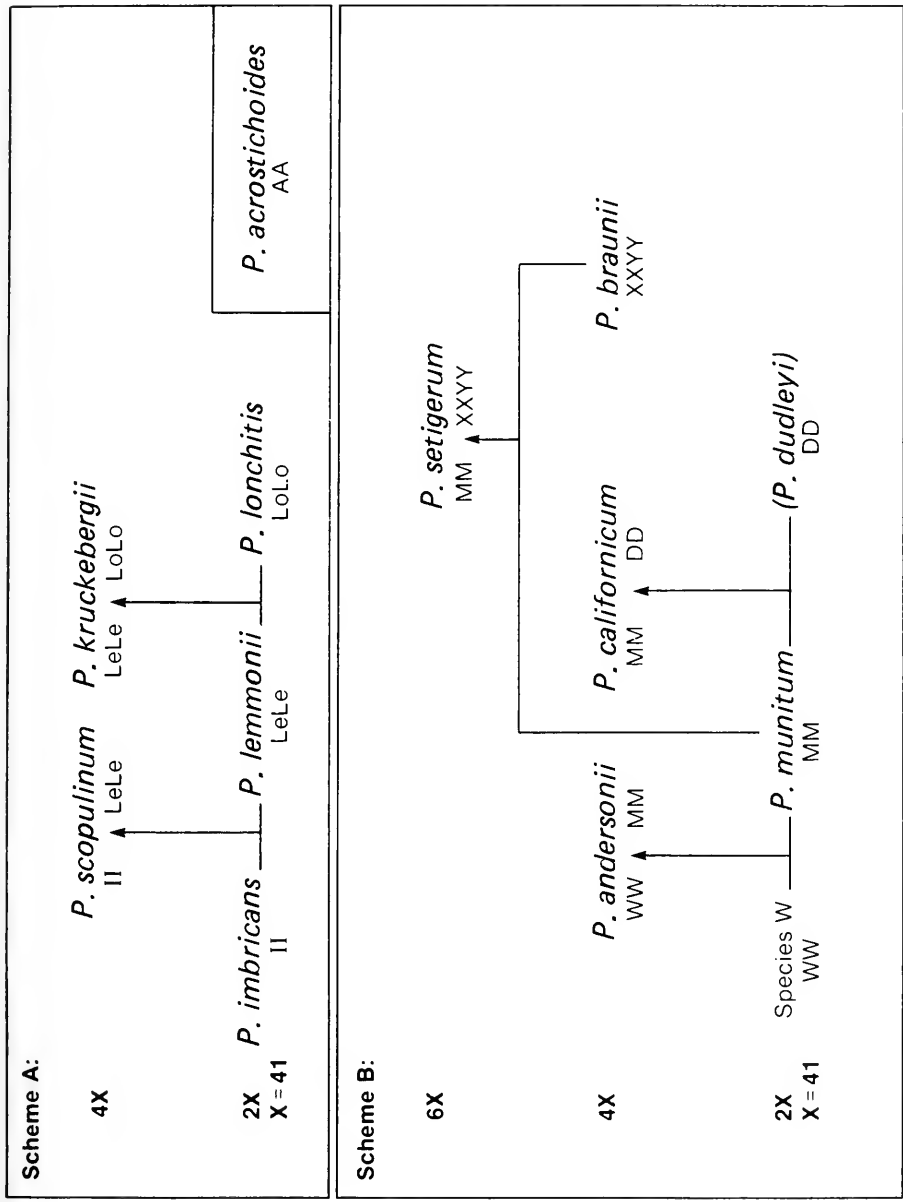 Scheme A:
4X
P. scopulinum P. kruckebergii
II LeLe LeLe LoLo
2X P. imbricans P. lemmonii P. lonchitis P. acrostichoides
X = 41 II LeLe LoLo AA
Scheme B:
6X P. setigerum
MM XXYY
4X P. andersonii P. californicum P. braunii
WW MM MM DD XXYY
2X Species W P. munitum (P. dudleyi)
X = 41 WW MM DD